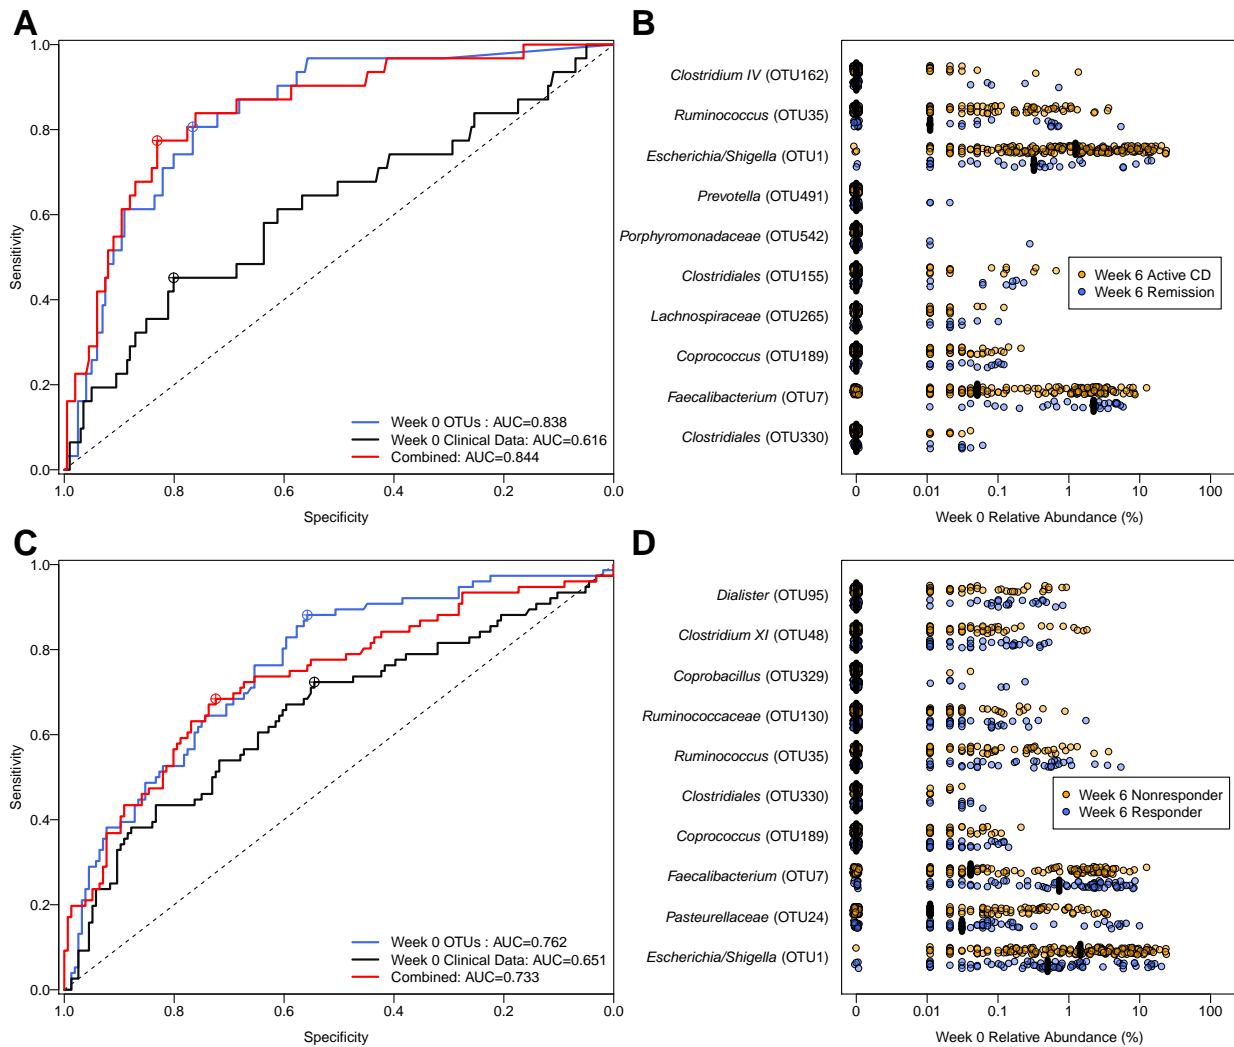 A
1.0
0.8
0.6
0.4
0.2
0.0
Sensitivity
Week 0 OTUs : AUC=0.838
Week 0 Clinical Data: AUC=0.616
Combined: AUC=0.844
1.0 0.8 0.6 0.4 0.2 0.0
Specificity
B
Clostridium IV (OTU162)
Ruminococcus (OTU35)
Escherichia/Shigella (OTU1)
Prevotella (OTU491)
Porphyromonadaceae (OTU542)
Clostridiales (OTU155)
Lachnospiraceae (OTU265)
Coprococcus (OTU189)
Faecalibacterium (OTU7)
Clostridiales (OTU330)
Week 6 Active CD
Week 6 Remission
0 0.01 0.1 1 10 100
Week 0 Relative Abundance (%)
C
1.0
0.8
0.6
0.4
0.2
0.0
Sensitivity
Week 0 OTUs : AUC=0.762
Week 0 Clinical Data: AUC=0.651
Combined: AUC=0.733
1.0 0.8 0.6 0.4 0.2 0.0
Specificity
D
Dialister (OTU95)
Clostridium XI (OTU48)
Coprobacillus (OTU329)
Ruminococcaceae (OTU130)
Ruminococcus (OTU35)
Clostridiales (OTU330)
Coprococcus (OTU189)
Faecalibacterium (OTU7)
Pasteurellaceae (OTU24)
Escherichia/Shigella (OTU1)
Week 6 Nonresponder
Week 6 Responder
0 0.01 0.1 1 10 100
Week 0 Relative Abundance (%)